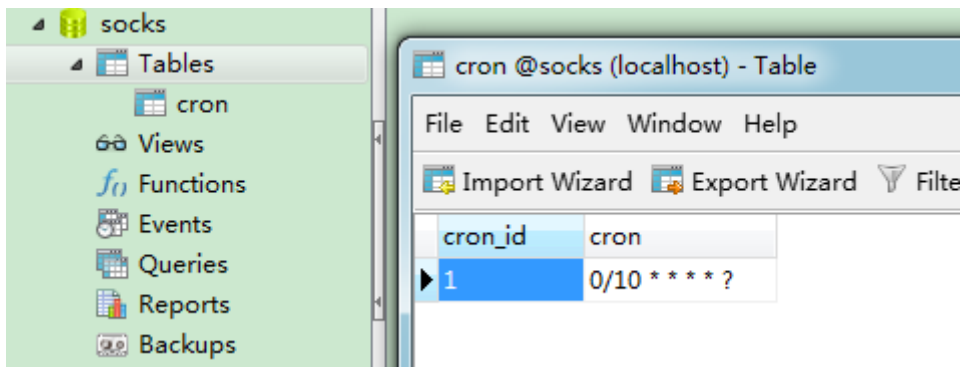 socks
Tables
cron
Views
Functions
Events
Queries
Reports
Backups
cron @socks (localhost) - Table
File Edit View Window Help
Import Wizard Export Wizard Filte
cron_id cron
1 0/10 * * * * ?